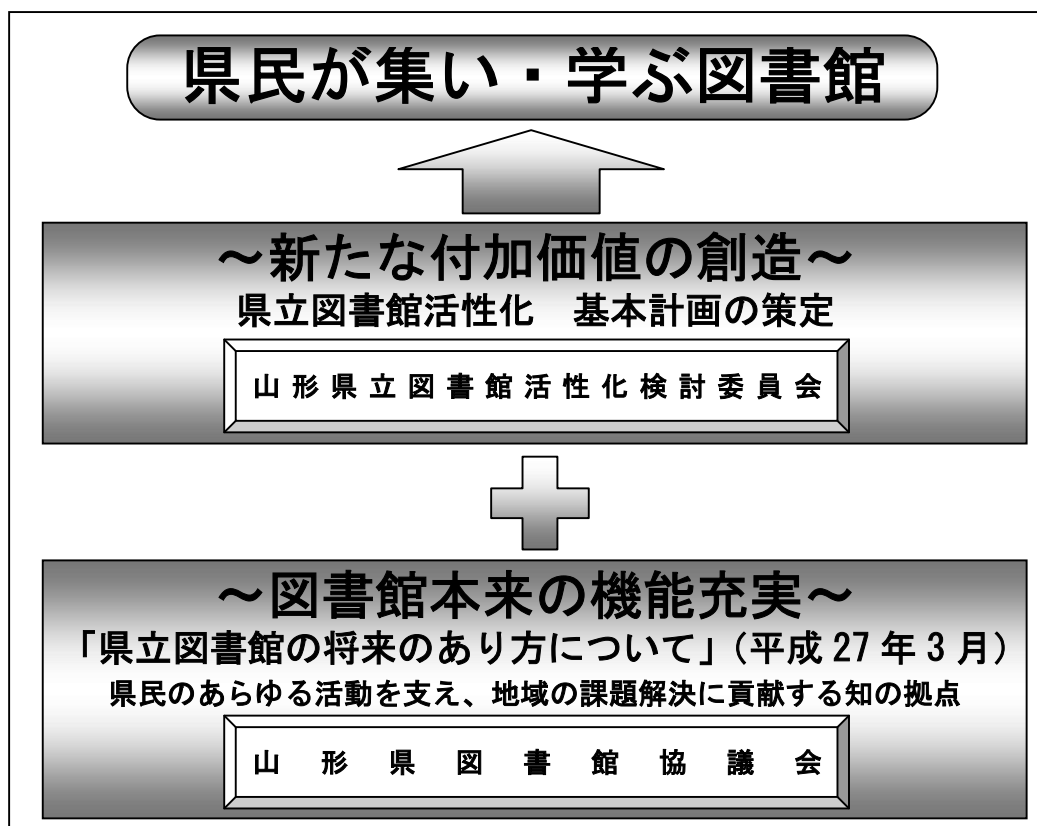 県民が集い・学ぶ図書館
～新たな付加価値の創造～
県立図書館活性化　基本計画の策定
山形県立図書館活性化検討委員会
～図書館本来の機能充実～
「県立図書館の将来のあり方について」（平成 27 年 3 月）
県民のあらゆる活動を支え、地域の課題解決に貢献する知の拠点
山形県図書館協議会